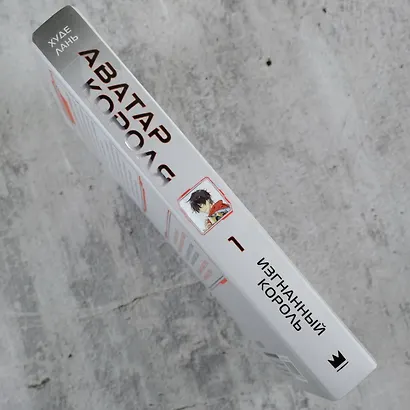 ХУДЕ
ЛАНЬ
АВАТАР
КОРОЛЯ
1
ИЗГНАННЫЙ
КОРОЛЬ